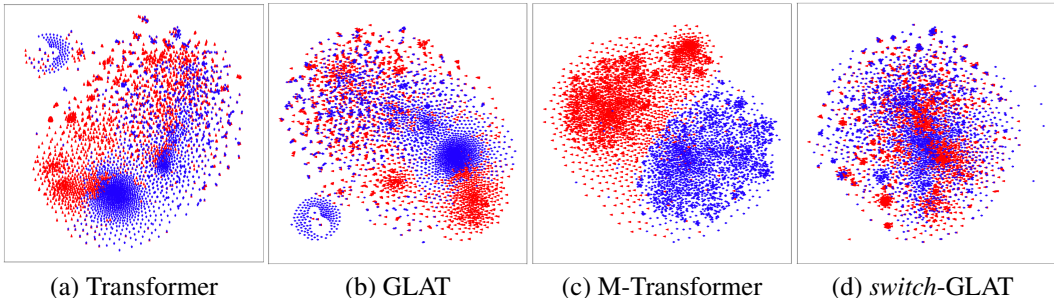 (a) Transformer
(b) GLAT
(c) M-Transformer
(d) switch-GLAT